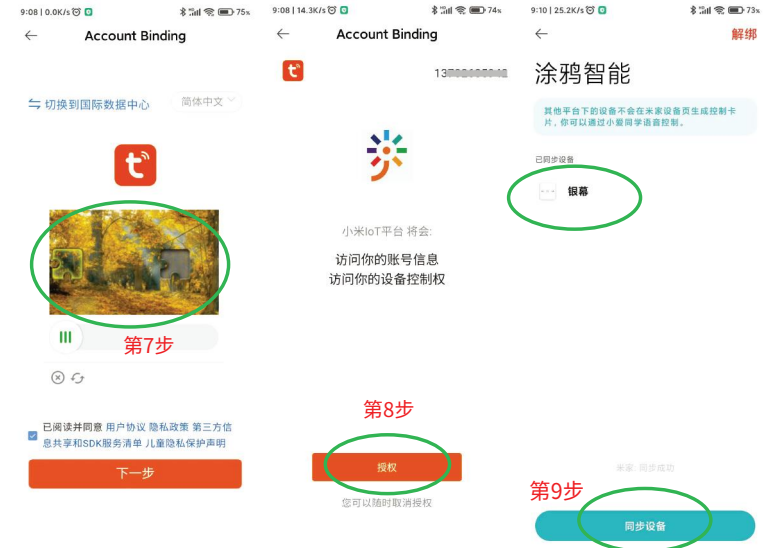 9:08 | 0.0K/s
75%
Account Binding
切换到国际数据中心
简体中文
第7步
已阅读并同意 用户协议 隐私政策 第三方信
息共享和SDK服务清单 儿童隐私保护声明
下一步
9:08 | 14.3K/s
74%
Account Binding
小米IoT平台 将会:
访问你的账号信息
访问你的设备控制权
第8步
授权
您可以随时取消授权
9:10 | 25.2K/s
73%
解绑
涂鸦智能
其他平台下的设备不会在米家设备页生成控制卡
片，你可以通过小爱同学语音控制。
已同步设备
银幕
米家: 同步成功
第9步
同步设备